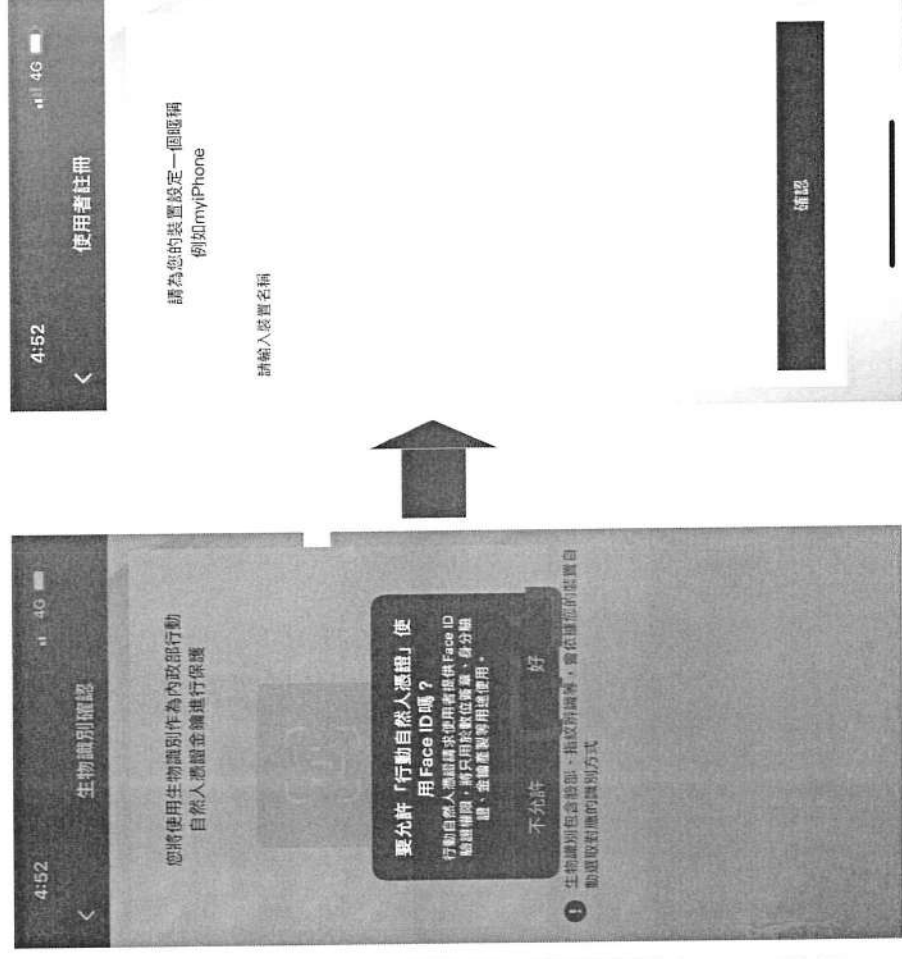 4:52
4G
生物識別確認
您將使用生物識別作為內政部行動
自然人憑證金鑰進行保護
要允許「行動自然人憑證」使
用 Face ID嗎？
行動自然人憑證請求使用者提供Face ID
驗證權限，將只用於數位簽章、身分驗
證、金鑰產製等用途使用。
不允許
好
生物識別包含臉部、指紋辨識等，會依據您的裝置自
動選取對應的識別方式
4:52
4G
使用者註冊
請為您的裝置設定一個暱稱
例如myiPhone
請輸入裝置名稱
確認